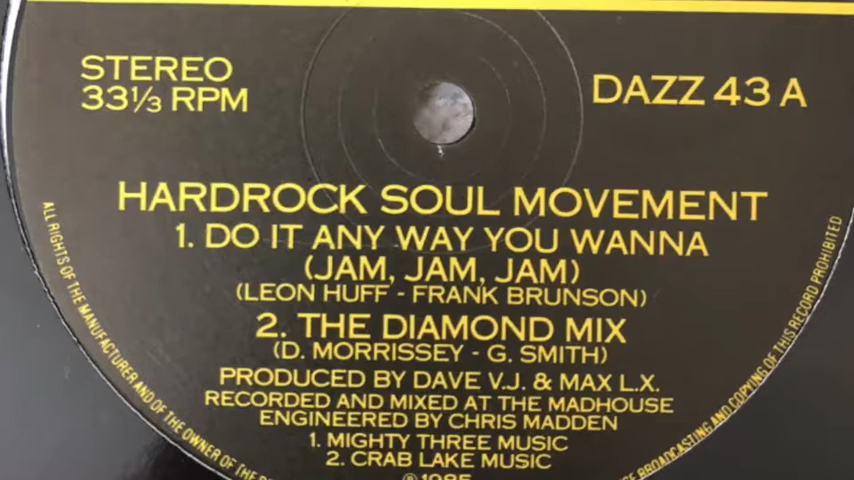 STEREO
33⅓ RPM
DAZZ 43 A
HARDROCK SOUL MOVEMENT
1. DO IT ANY WAY YOU WANNA
(JAM, JAM, JAM)
(LEON HUFF - FRANK BRUNSON)
2. THE DIAMOND MIX
(D. MORRISSEY - G. SMITH)
PRODUCED BY DAVE V.J. & MAX L.X.
RECORDED AND MIXED AT THE MADHOUSE
ENGINEERED BY CHRIS MADDEN
1. MIGHTY THREE MUSIC
2. CRAB LAKE MUSIC
ALL RIGHTS OF THE MANUFACTURER AND OF THE OWNER OF THE
BROADCASTING AND COPYING OF THIS RECORD PROHIBITED